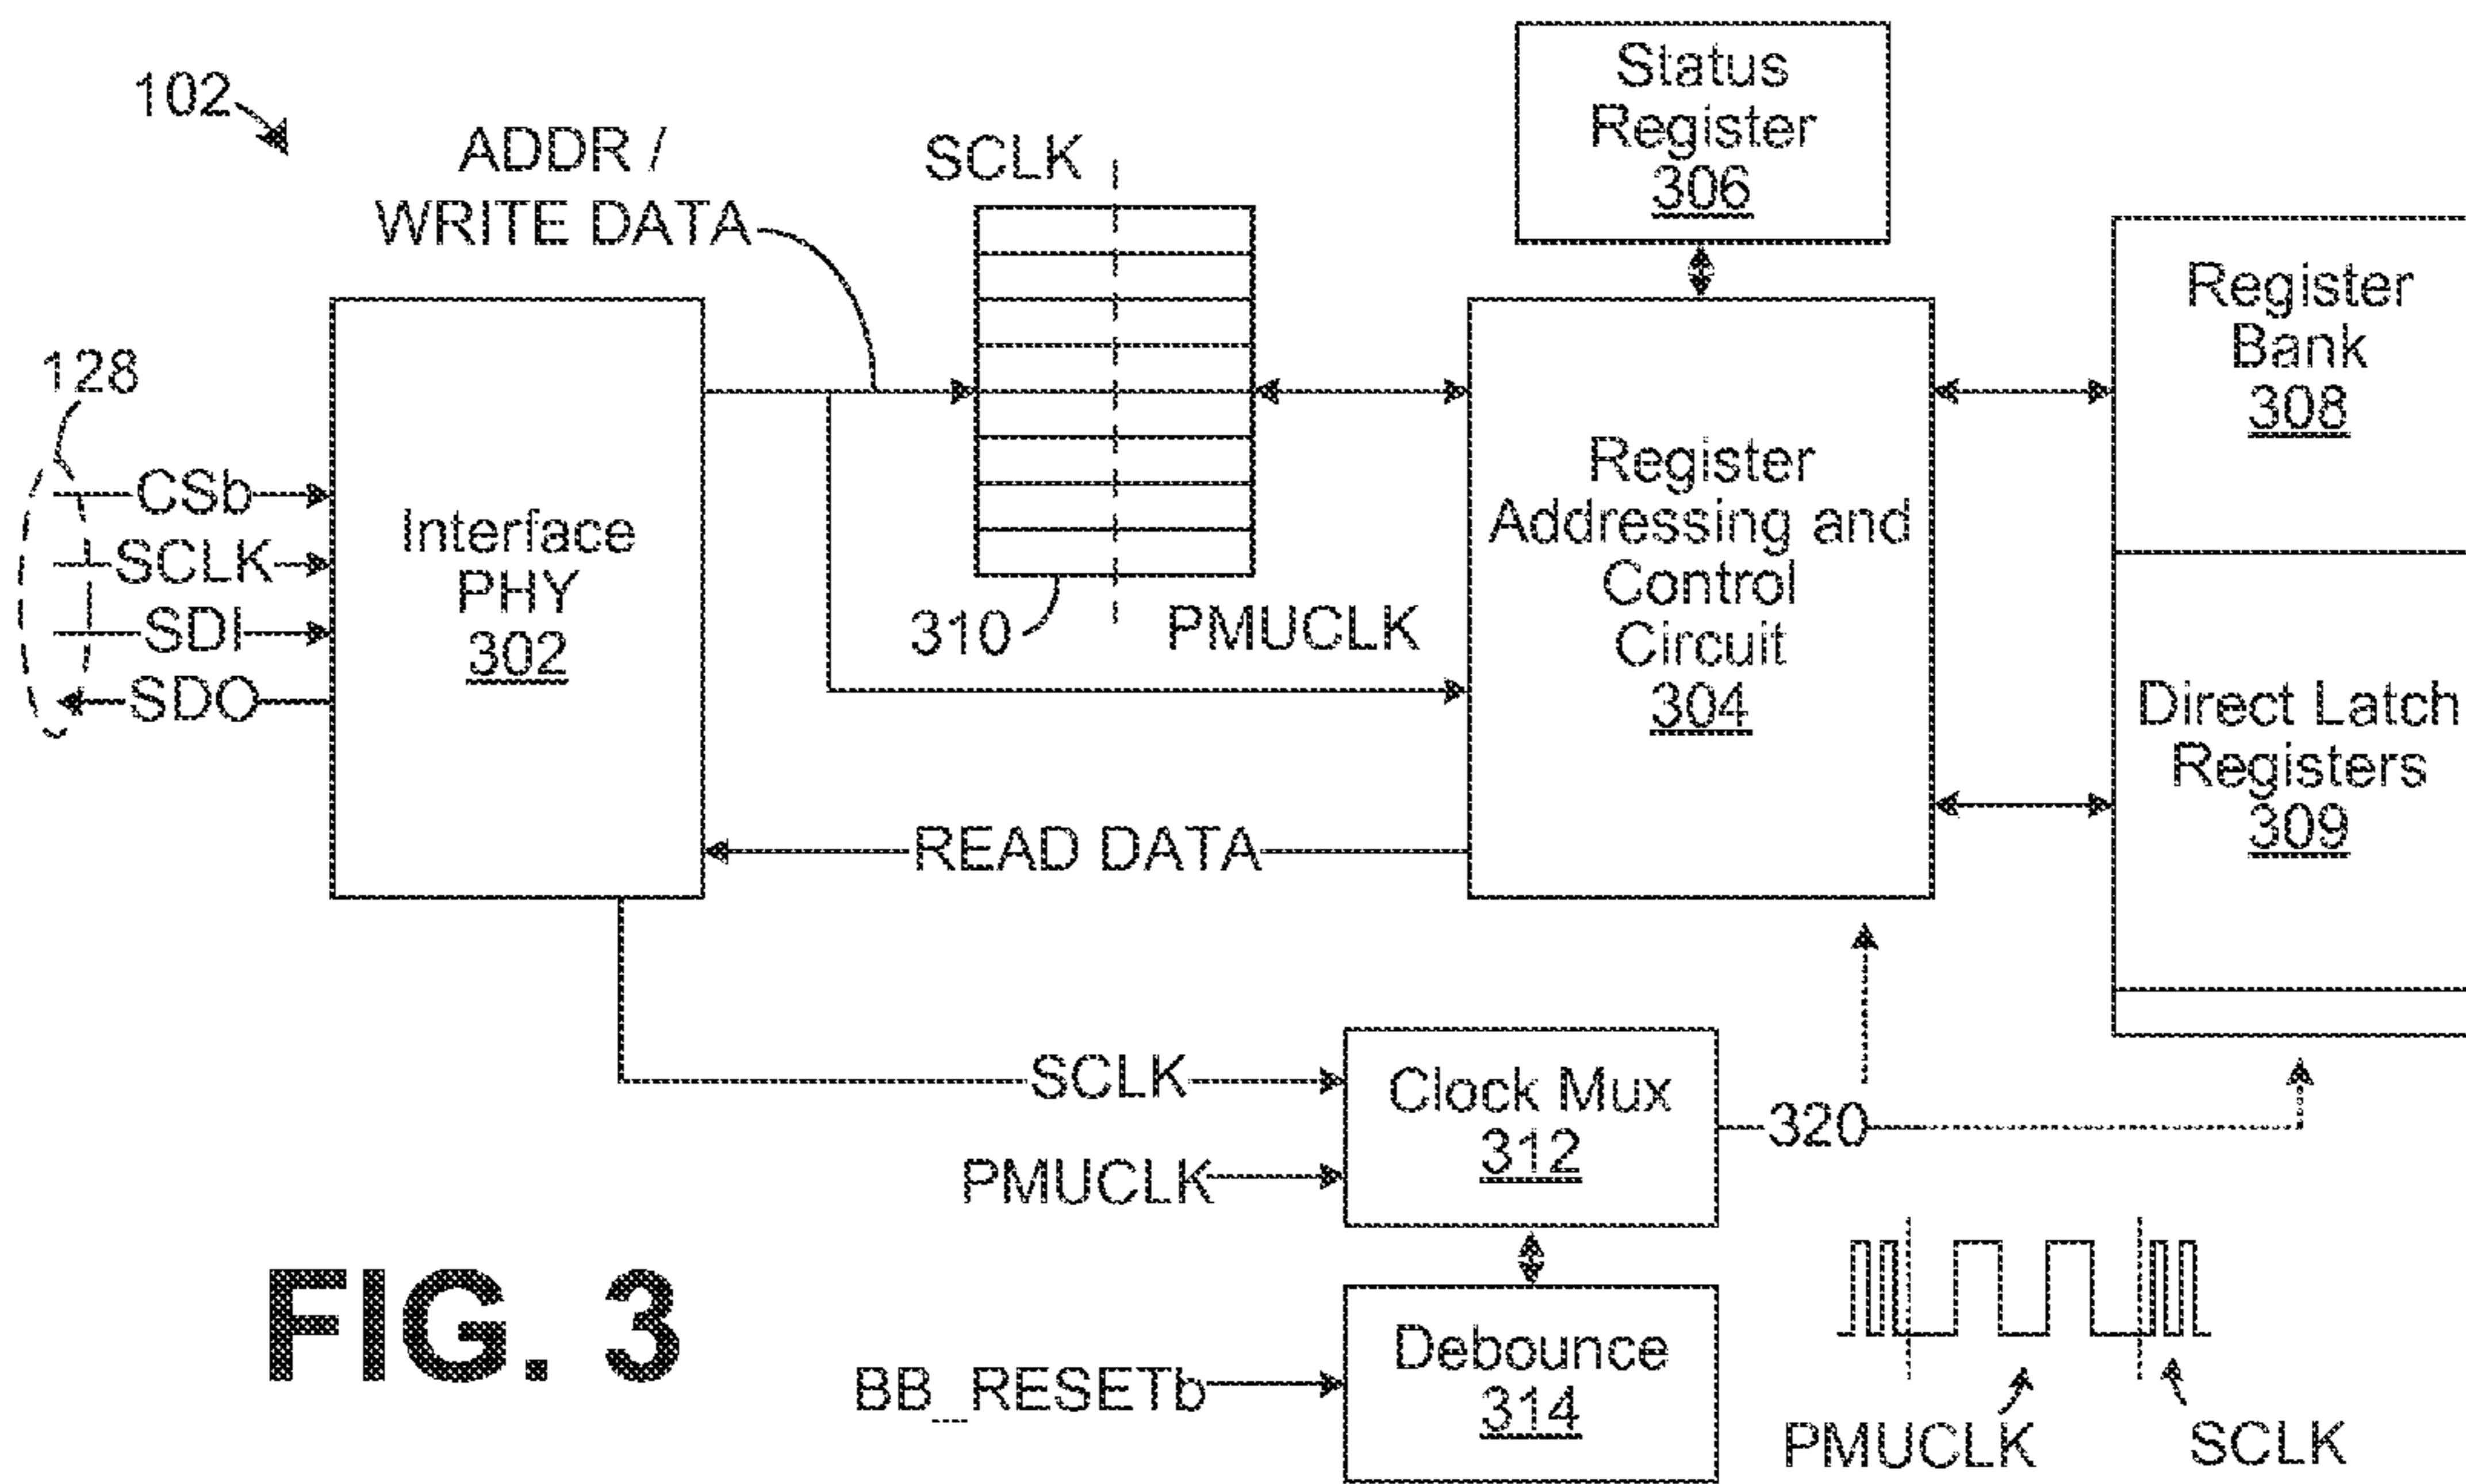 102
ADDR /
WRITE DATA
SCLK
Status
Register
306
128
CSb
SCLK
SDI
SDO
Interface
PHY
302
310
PMUCLK
Register
Addressing and
Control
Circuit
304
Register
Bank
308
Direct Latch
Registers
309
READ DATA
SCLK
PMUCLK
Clock Mux
312
320
BB_RESETb
Debounce
314
PMUCLK
SCLK
FIG. 3